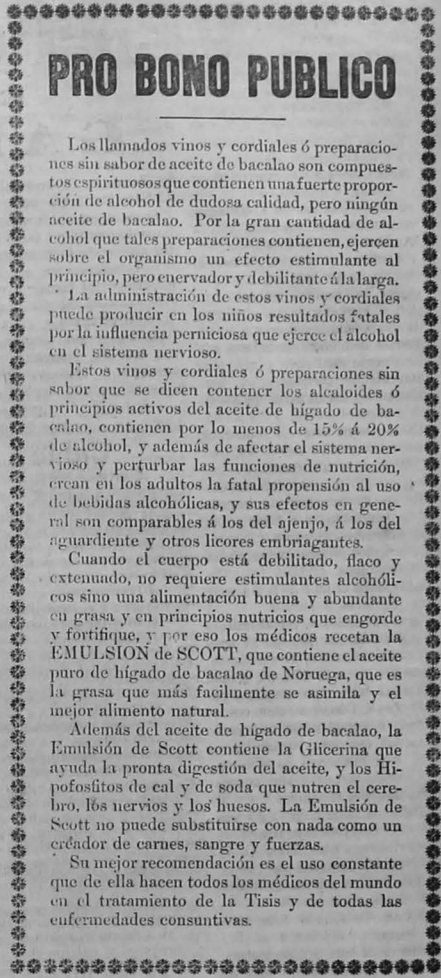 PRO BONO PUBLICO
Los llamados vinos y cordiales ó preparacio-
nes sin sabor de aceite de bacalao son compues-
tos espirituosos que contienen una fuerte propor-
ción de alcohol de dudosa calidad, pero ningún
aceite de bacalao. Por la gran cantidad de al-
cohol que tales preparaciones contienen, ejercen
sobre el organismo un efecto estimulante al
principio, pero enervador y debilitante á la larga.
La administración de estos vinos y cordiales
puede producir en los niños resultados fatales
por la influencia perniciosa que ejerce el alcohol
en el sistema nervioso.
Estos vinos y cordiales ó preparaciones sin
sabor que se dicen contener los alcaloides ó
principios activos del aceite de hígado de ba-
calao, contienen por lo menos de 15% á 20%
de alcohol, y además de afectar el sistema ner-
vioso y perturbar las funciones de nutrición,
crean en los adultos la fatal propensión al uso
de bebidas alcohólicas, y sus efectos en gene-
ral son comparables á los del ajenjo, á los del
aguardiente y otros licores embriagantes.
Cuando el cuerpo está debilitado, flaco y
extenuado, no requiere estimulantes alcohóli-
cos sino una alimentación buena y abundante
en grasa y en principios nutricios que engorde
y fortifique, y por eso los médicos recetan la
EMULSION de SCOTT, que contiene el aceite
puro de hígado de bacalao de Noruega, que es
la grasa que más facilmente se asimila y el
mejor alimento natural.
Además del aceite de hígado de bacalao, la
Emulsión de Scott contiene la Glicerina que
ayuda la pronta digestión del aceite, y los Hi-
pofosfitos de cal y de soda que nutren el cere-
bro, los nervios y los huesos. La Emulsión de
Scott no puede substituirse con nada como un
creador de carnes, sangre y fuerzas.
Su mejor recomendación es el uso constante
que de ella hacen todos los médicos del mundo
en el tratamiento de la Tisis y de todas las
enfermedades consuntivas.